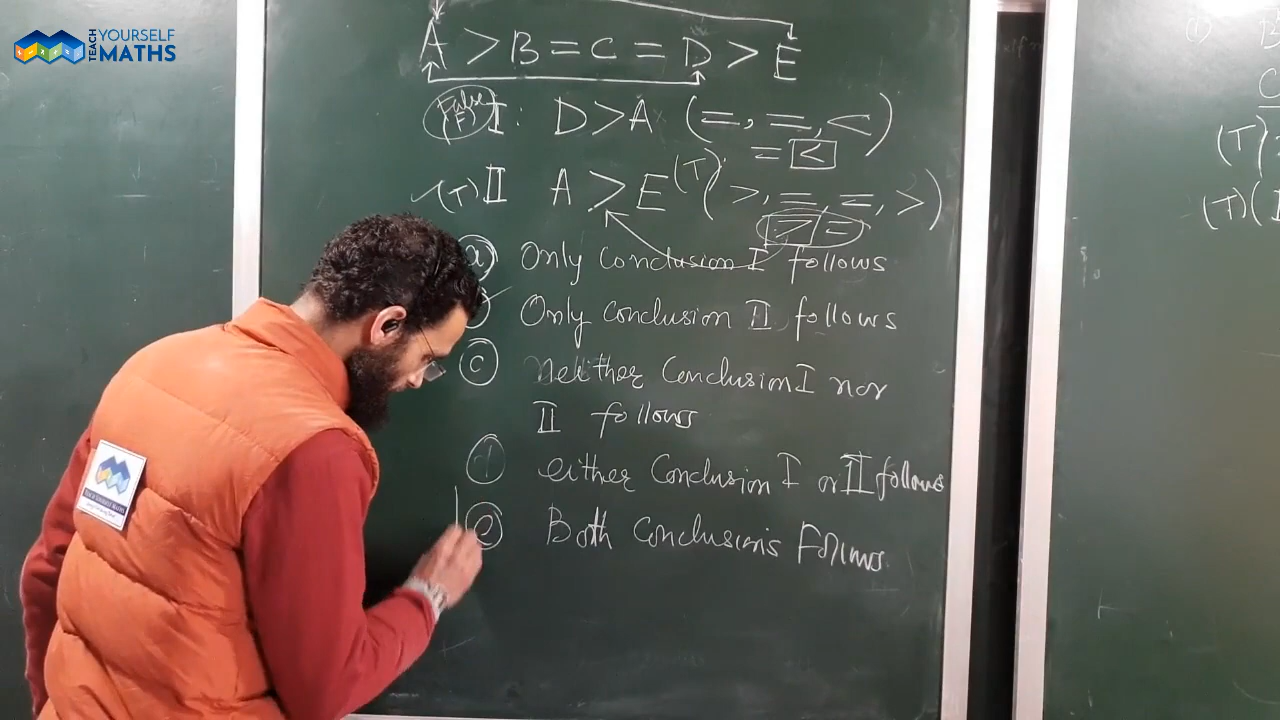 TEACH YOURSELF MATHS
A > B = C = D > E
False (F) I: D > A (=, =, <)
= <
(T) II A > E (T) (>, =, =, >)
> =
(a) Only conclusion I follows
Only conclusion II follows
(c) Neither Conclusion I nor
II follows
(d) either Conclusion I or II follows
(e) Both Conclusions Follows
(T)
(T) (I